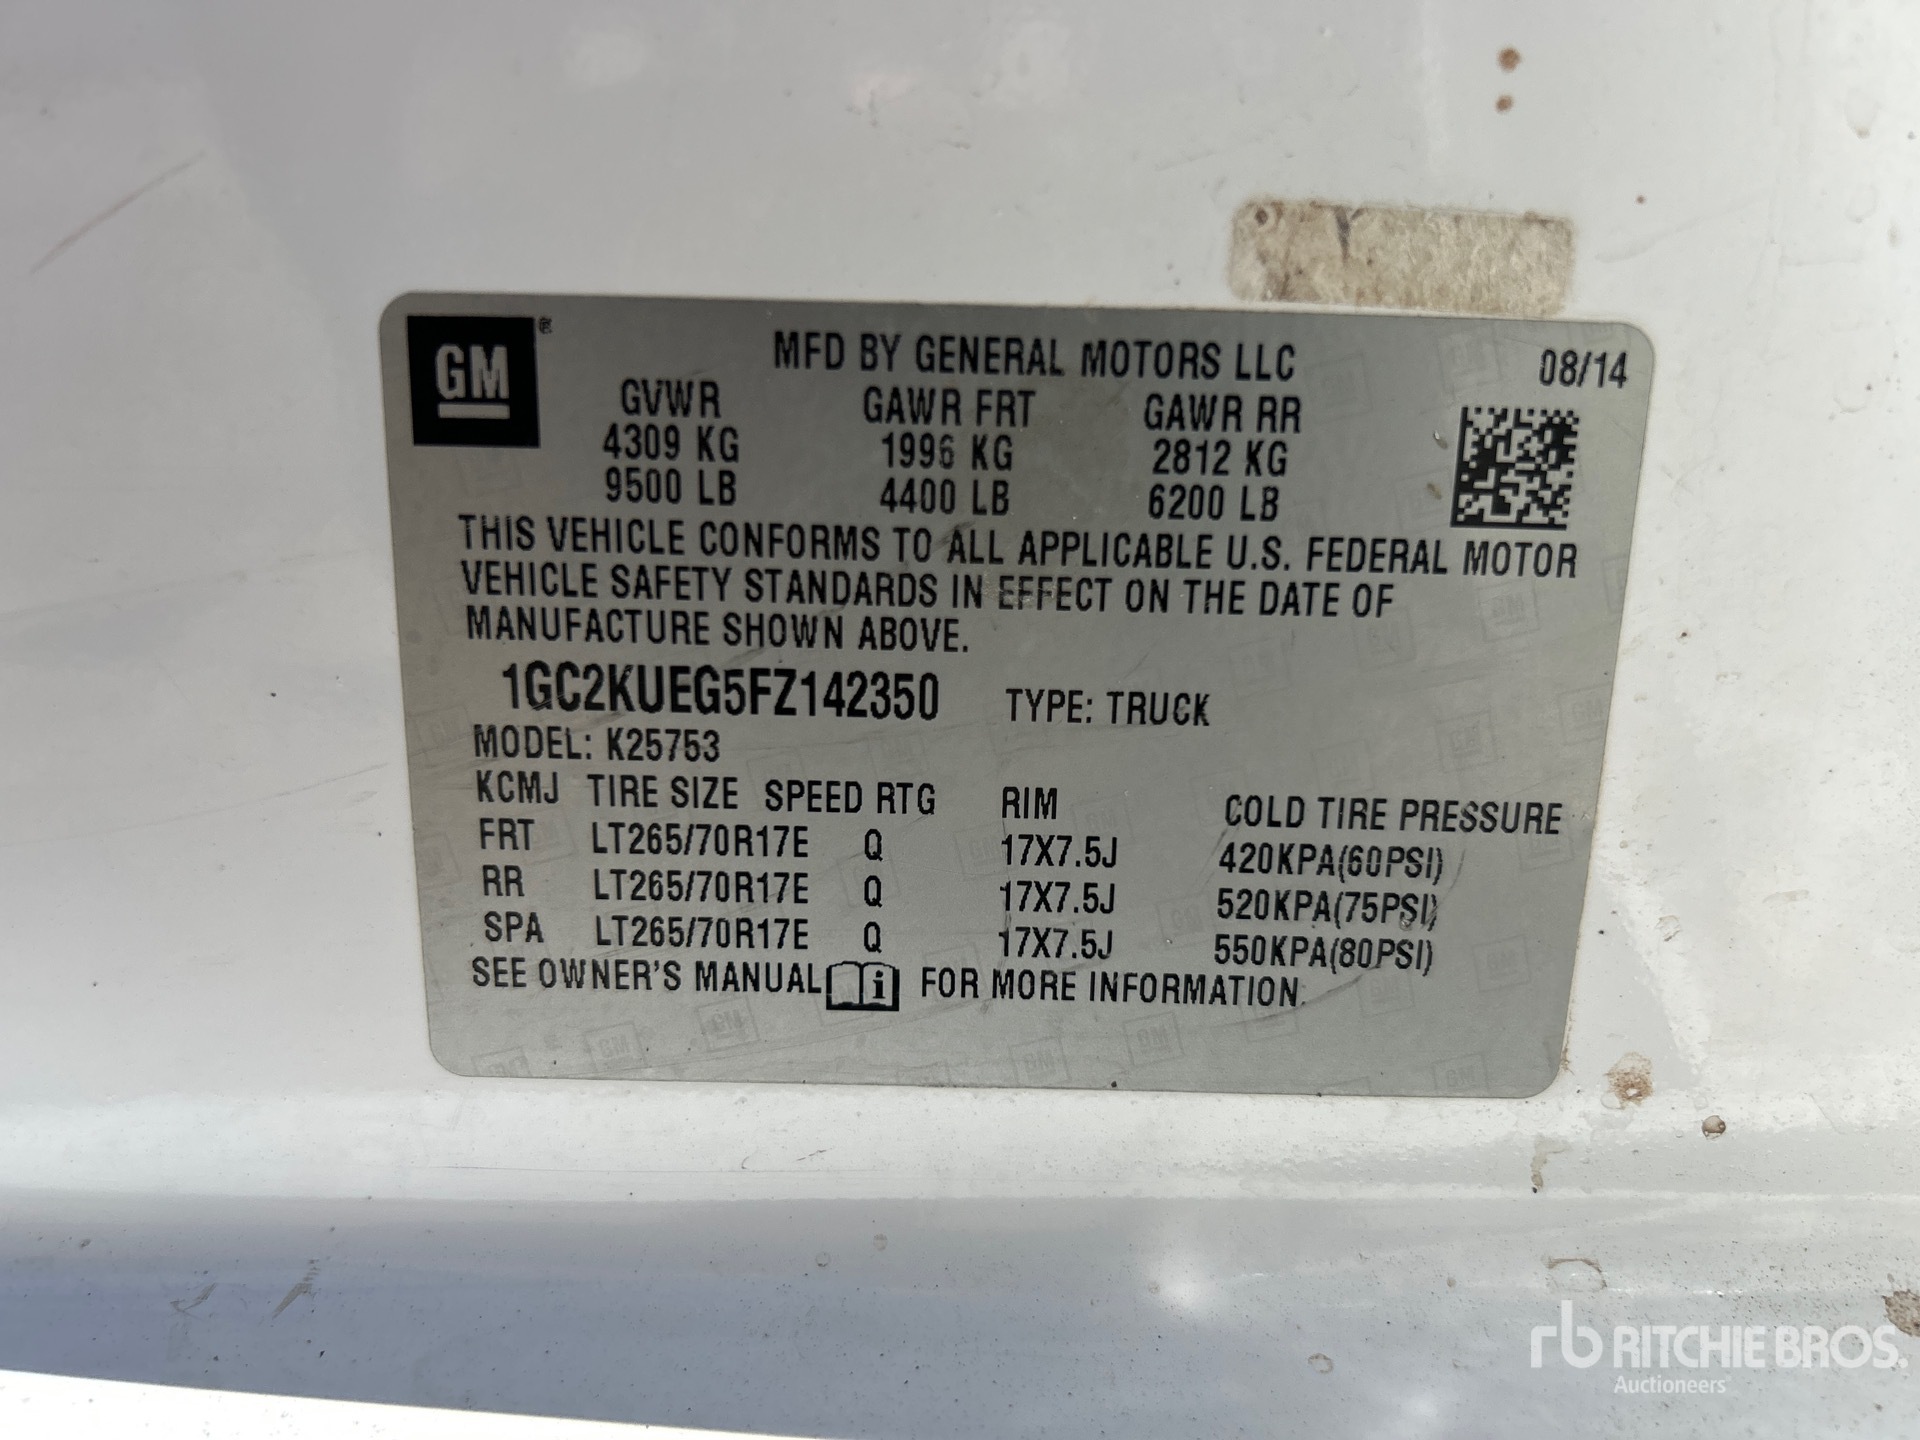 GM®
MFD BY GENERAL MOTORS LLC 08/14
GVWR GAWR FRT GAWR RR
4309 KG 1996 KG 2812 KG
9500 LB 4400 LB 6200 LB
THIS VEHICLE CONFORMS TO ALL APPLICABLE U.S. FEDERAL MOTOR
VEHICLE SAFETY STANDARDS IN EFFECT ON THE DATE OF
MANUFACTURE SHOWN ABOVE.
1GC2KUEG5FZ142350 TYPE: TRUCK
MODEL: K25753
KCMJ TIRE SIZE SPEED RTG RIM COLD TIRE PRESSURE
FRT LT265/70R17E Q 17X7.5J 420KPA(60PSI)
RR LT265/70R17E Q 17X7.5J 520KPA(75PSI)
SPA LT265/70R17E Q 17X7.5J 550KPA(80PSI)
SEE OWNER'S MANUAL i FOR MORE INFORMATION.
rb RITCHIE BROS.
Auctioneers